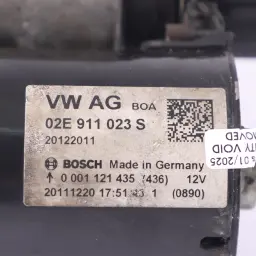 VW AG BOA
02E 911 023 S
20122011
BOSCH Made in Germany
0 001 121 435 (436) 12V
20111220 17:51 1 (0890)
01/2025
TY VOID
MOVED